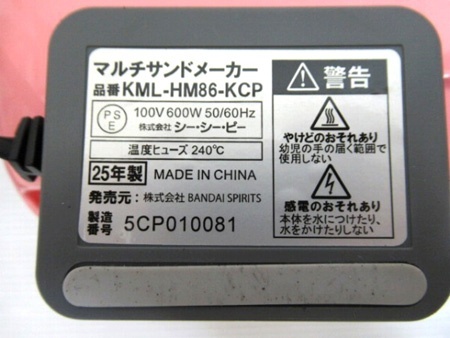 マルチサンドメーカー
品番 KML-HM86-KCP
PS
E
100V 600W 50/60Hz
株式会社 シー・シー・ピー
温度ヒューズ 240℃
25年製 MADE IN CHINA
発売元：株式会社 BANDAI SPIRITS
製造
番号 5CP010081
警告
やけどのおそれあり
幼児の手の届く範囲で
使用しない
感電のおそれあり
本体を水につけたり、
水をかけたりしない